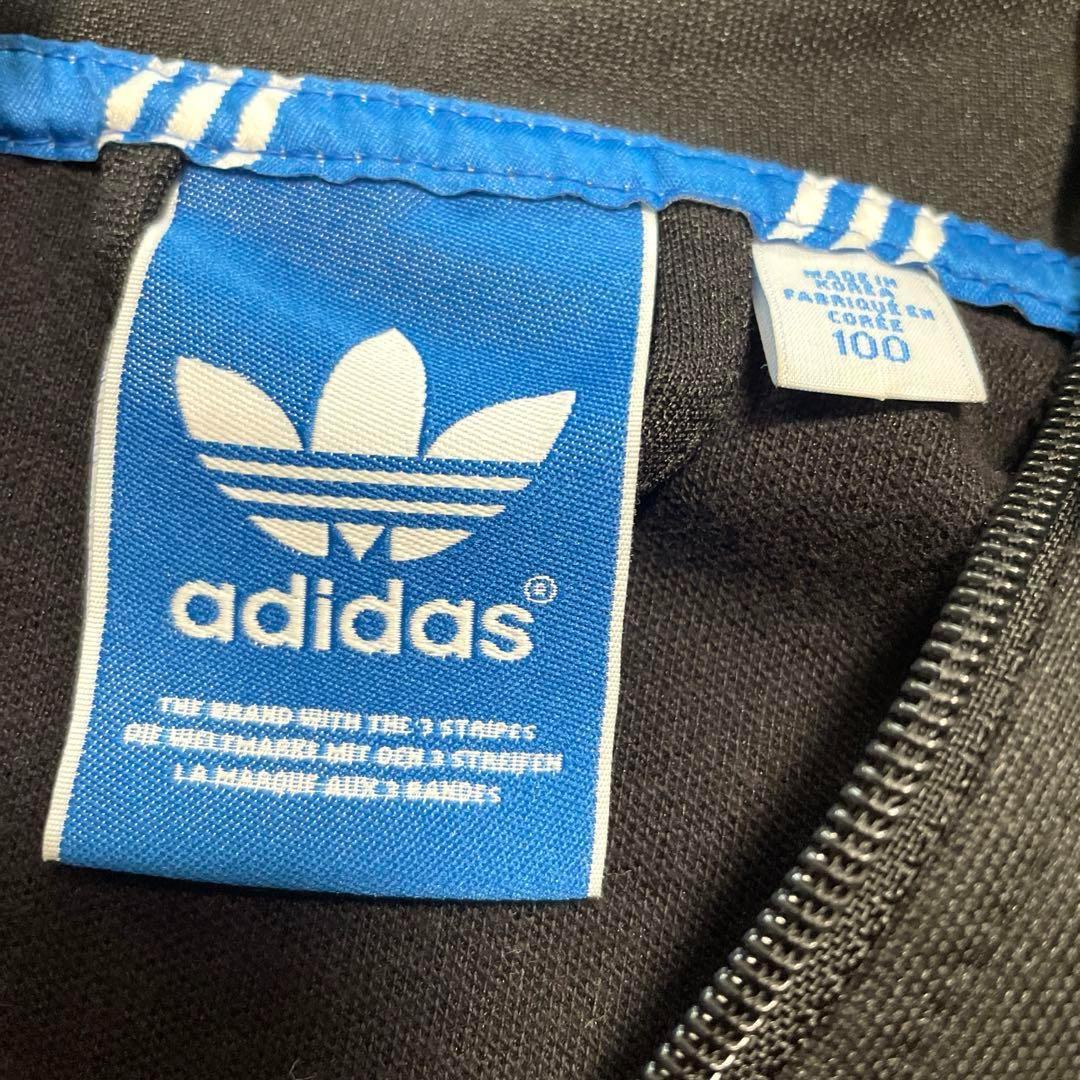 adidas®
THE BRAND WITH THE 3 STRIPES
DIE WELTMARKE MIT DEN 3 STREIFEN
LA MARQUE AUX 3 BANDES
MADE IN
KOREA
FABRIQUÉ EN
CORÉE
100